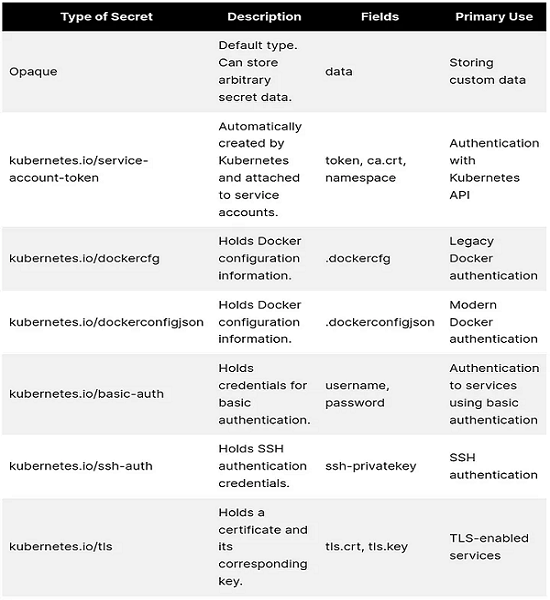 Type of Secret Description Fields Primary Use
Opaque
Default type.
Can store
arbitrary
secret data.
data
Storing
custom data
kubernetes.io/service-
account-token
Automatically
created by
Kubernetes
and attached
to service
accounts.
token, ca.crt,
namespace
Authentication
with
Kubernetes
API
kubernetes.io/dockercfg
Holds Docker
configuration
information.
.dockercfg
Legacy
Docker
authentication
kubernetes.io/dockerconfigjson
Holds Docker
configuration
information.
.dockerconfigjson
Modern
Docker
authentication
kubernetes.io/basic-auth
Holds
credentials for
basic
authentication.
username,
password
Authentication
to services
using basic
authentication
kubernetes.io/ssh-auth
Holds SSH
authentication
credentials.
ssh-privatekey
SSH
authentication
kubernetes.io/tls
Holds a
certificate and
its
corresponding
key.
tls.crt, tls.key
TLS-enabled
services